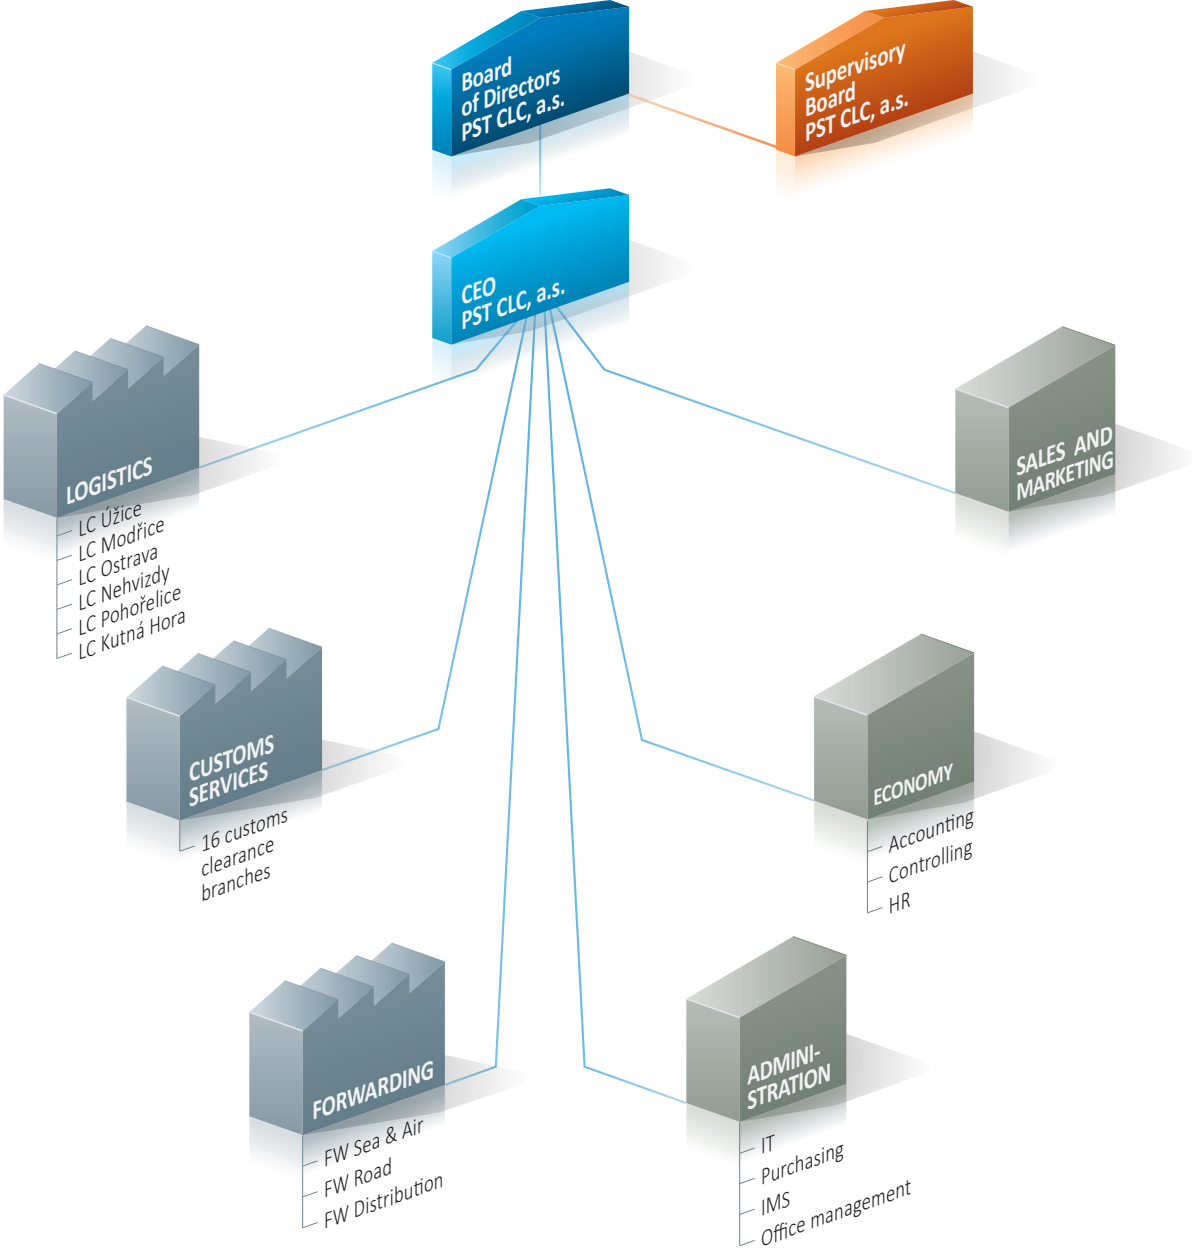 Board
of Directors
PST CLC, a.s.
Supervisory
Board
PST CLC, a.s.
CEO
PST CLC, a.s.
LOGISTICS
LC Úžice
LC Modřice
LC Ostrava
LC Nehvizdy
LC Pohořelice
LC Kutná Hora
SALES AND
MARKETING
CUSTOMS
SERVICES
16 customs
clearance
branches
ECONOMY
Accounting
Controlling
HR
FORWARDING
FW Sea & Air
FW Road
FW Distribution
ADMINI-
STRATION
IT
Purchasing
IMS
Office management